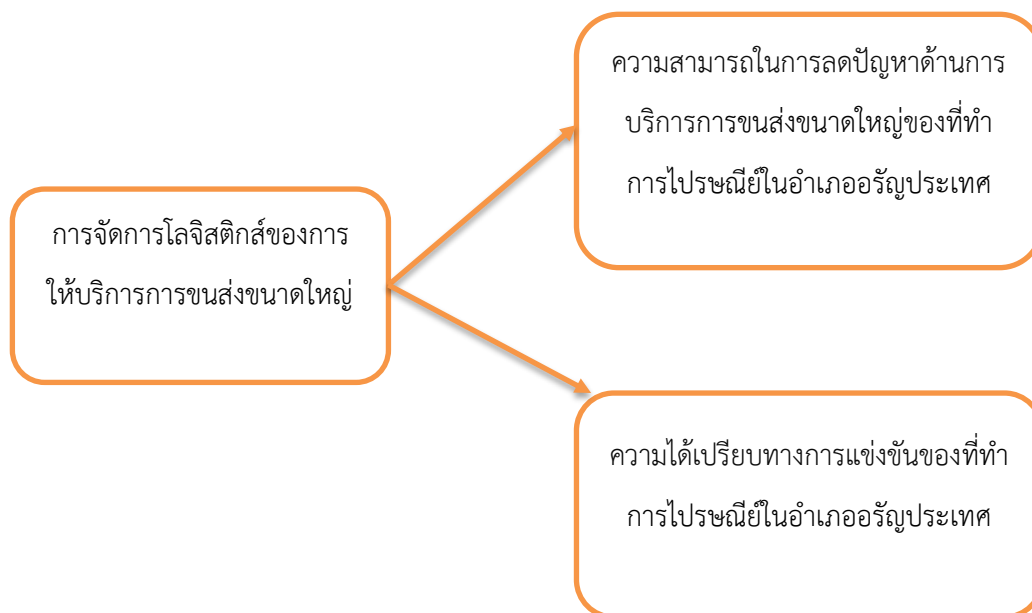 ความสามารถในการลดปัญหาด้านการ
บริการการขนส่งขนาดใหญ่ของที่ทำ
การไปรษณีย์ในอำเภออรัญประเทศ
การจัดการโลจิสติกส์ของการ
ให้บริการการขนส่งขนาดใหญ่
ความได้เปรียบทางการแข่งขันของที่ทำ
การไปรษณีย์ในอำเภออรัญประเทศ